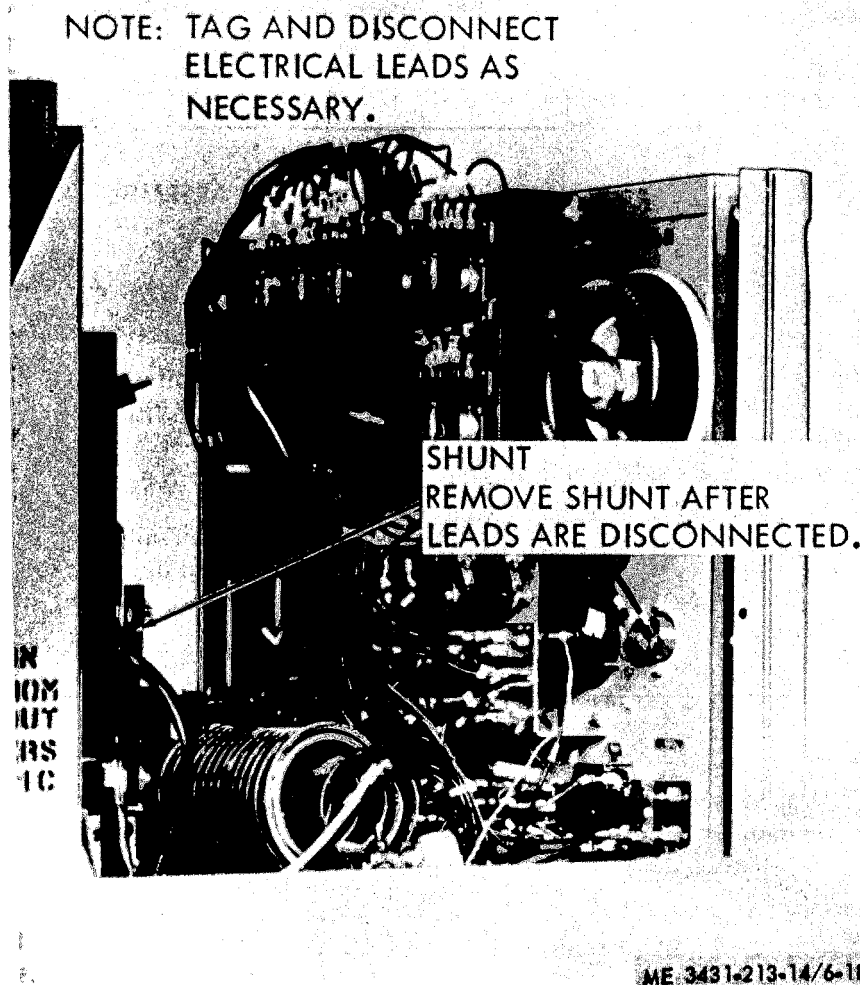 NOTE: TAG AND DISCONNECT
ELECTRICAL LEADS AS
NECESSARY.
SHUNT
REMOVE SHUNT AFTER
LEADS ARE DISCONNECTED.
ME 3431-213-14/6-